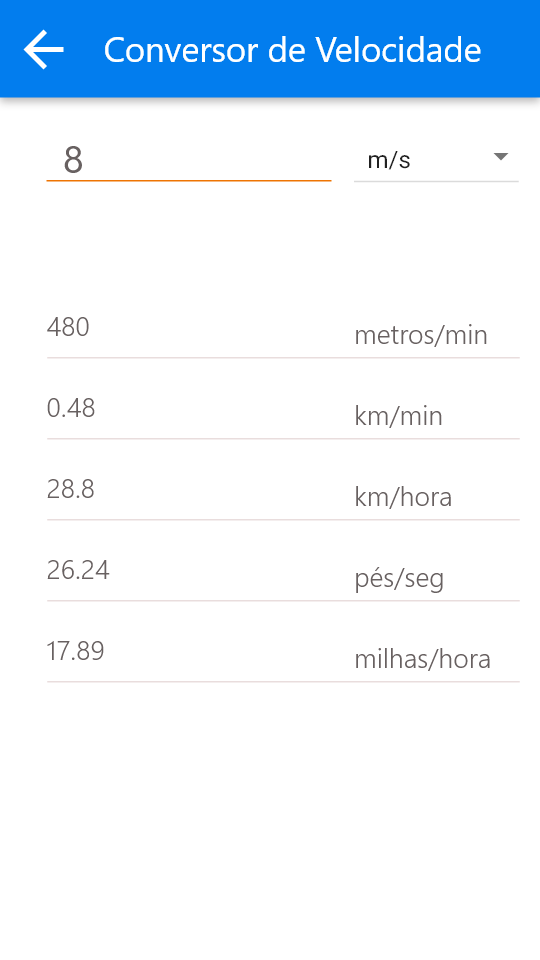 Conversor de Velocidade
8 m/s
480 metros/min
0.48 km/min
28.8 km/hora
26.24 pés/seg
17.89 milhas/hora